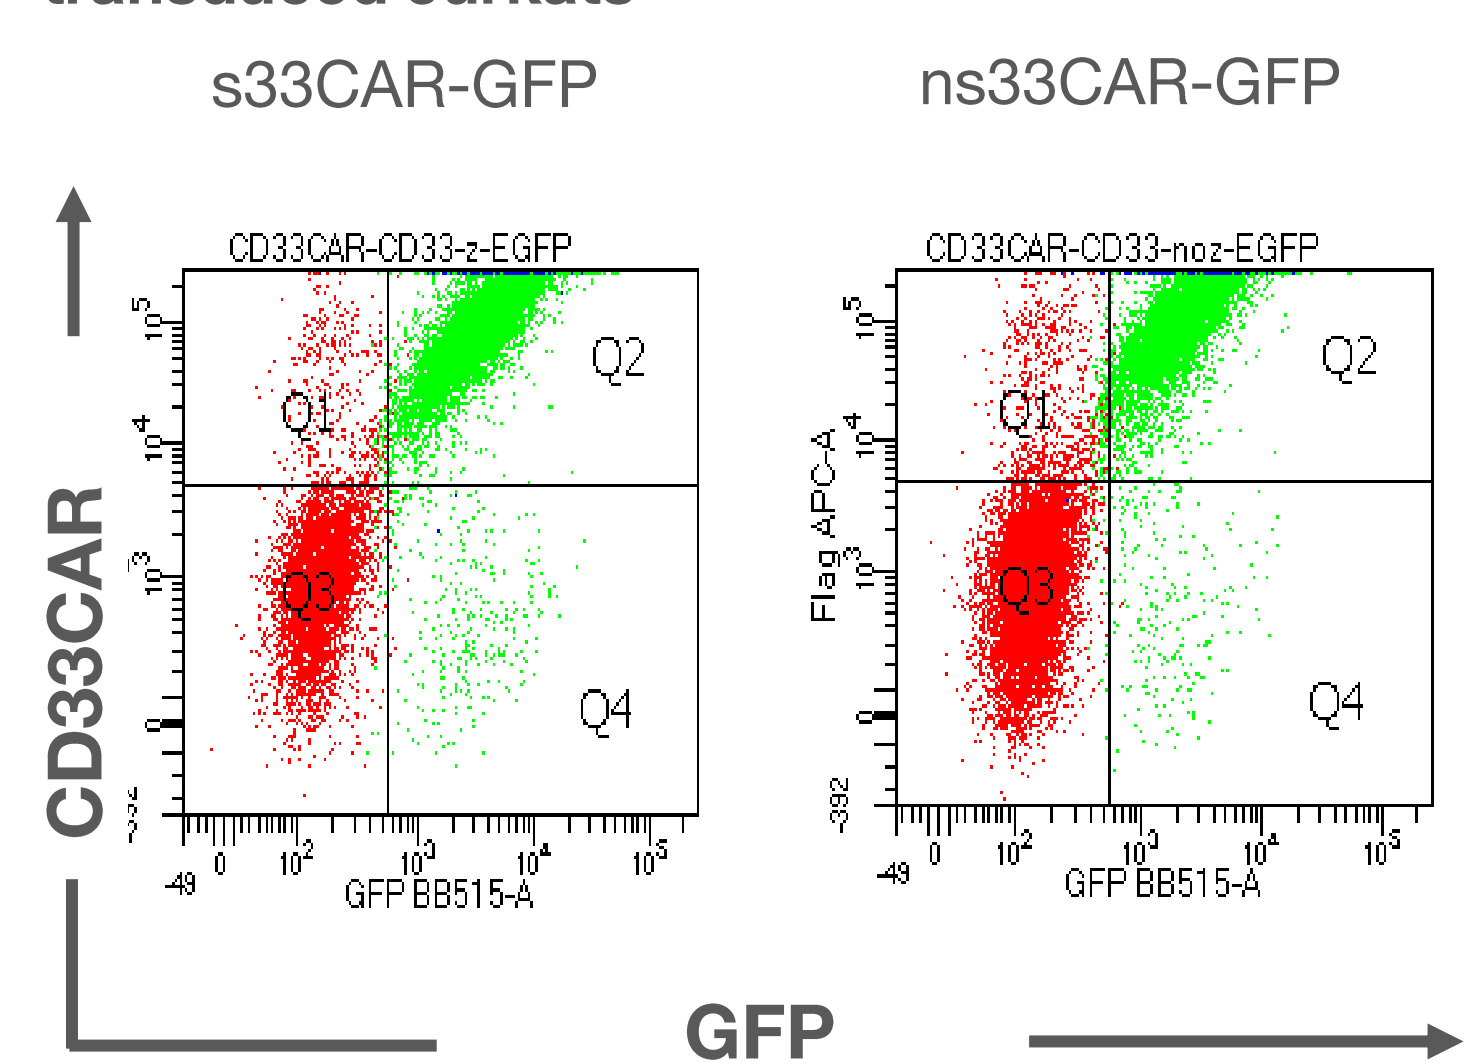 transduced Jurkats
s33CAR-GFP
ns33CAR-GFP
CD33CAR-CD33-z-EGFP
Q1
Q2
Q3
Q4
10^5
10^4
10^3
0
-392
-49
0
10^2
10^3
10^4
10^5
GFP BB515-A
CD33CAR-CD33-noz-EGFP
Flag APC-A
Q1
Q2
Q3
Q4
10^5
10^4
10^3
0
-392
-49
0
10^2
10^3
10^4
10^5
GFP BB515-A
CD33CAR
GFP